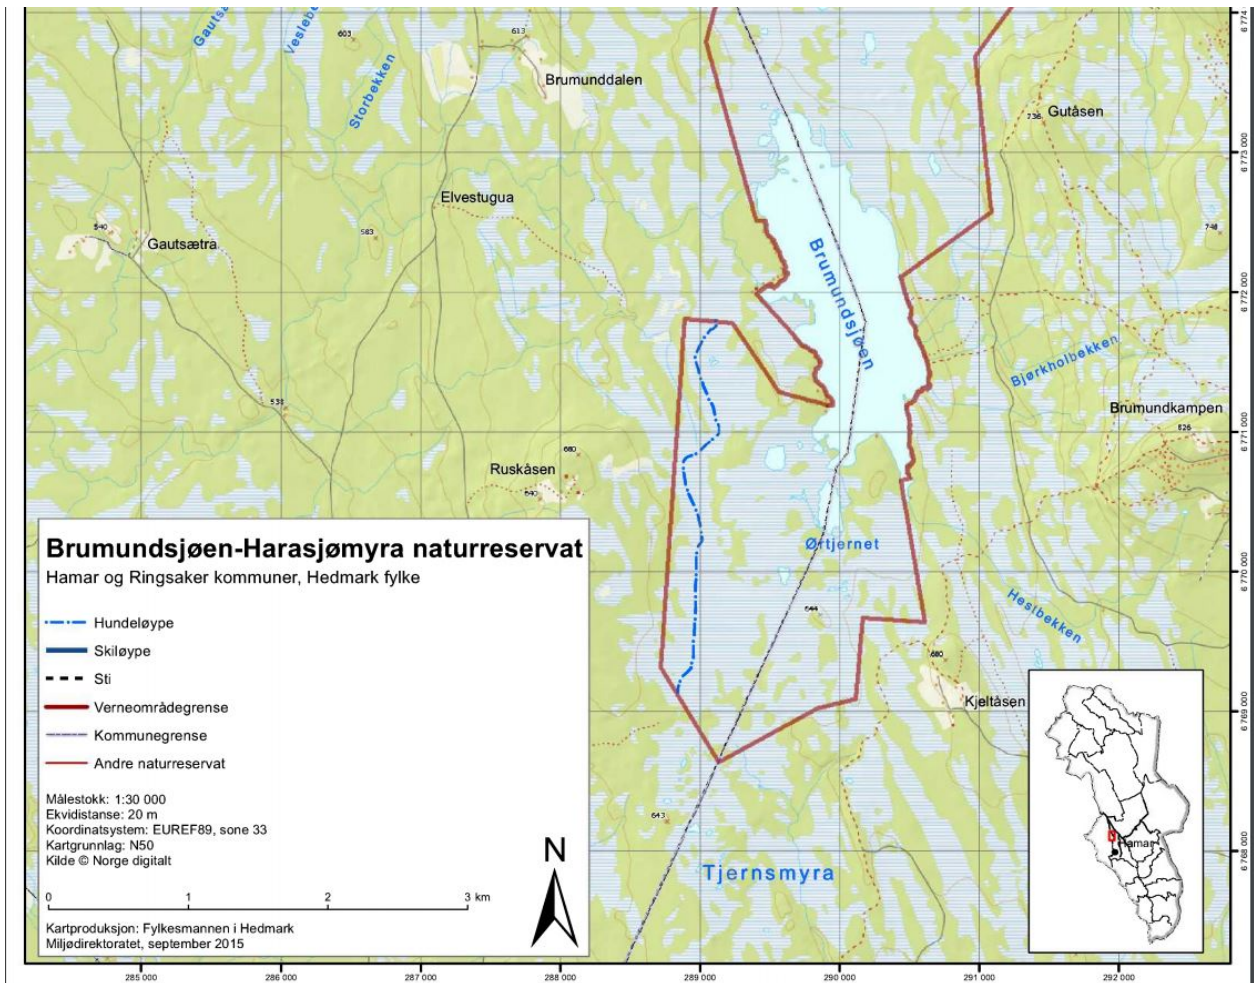 Gauts
Vesleb
603
Storbekken
613
Brumunddalen
6 774
736
Gutåsen
6 773 000
Elvestugua
540
Gautsætra
583
748
Brumundsjøen
6 772 000
Bjørkholbekken
538
Brumundkampen
626
6 771 000
660
Ruskåsen
640
Ørtjernet
6 770 000
644
Heslbekken
680
Kjeltåsen
6 769 000
643
Tjernsmyra
6 768 000
Brumundsjøen-Harasjømyra naturreservat
Hamar og Ringsaker kommuner, Hedmark fylke
Hundeløype
Skiløype
Sti
Verneområdegrense
Kommunegrense
Andre naturreservat
Målestokk: 1:30 000
Ekvidistanse: 20 m
Koordinatsystem: EUREF89, sone 33
Kartgrunnlag: N50
Kilde © Norge digitalt
0 1 2 3 km
Kartproduksjon: Fylkesmannen i Hedmark
Miljødirektoratet, september 2015
N
Hamar
285 000 286 000 287 000 288 000 289 000 290 000 291 000 292 000